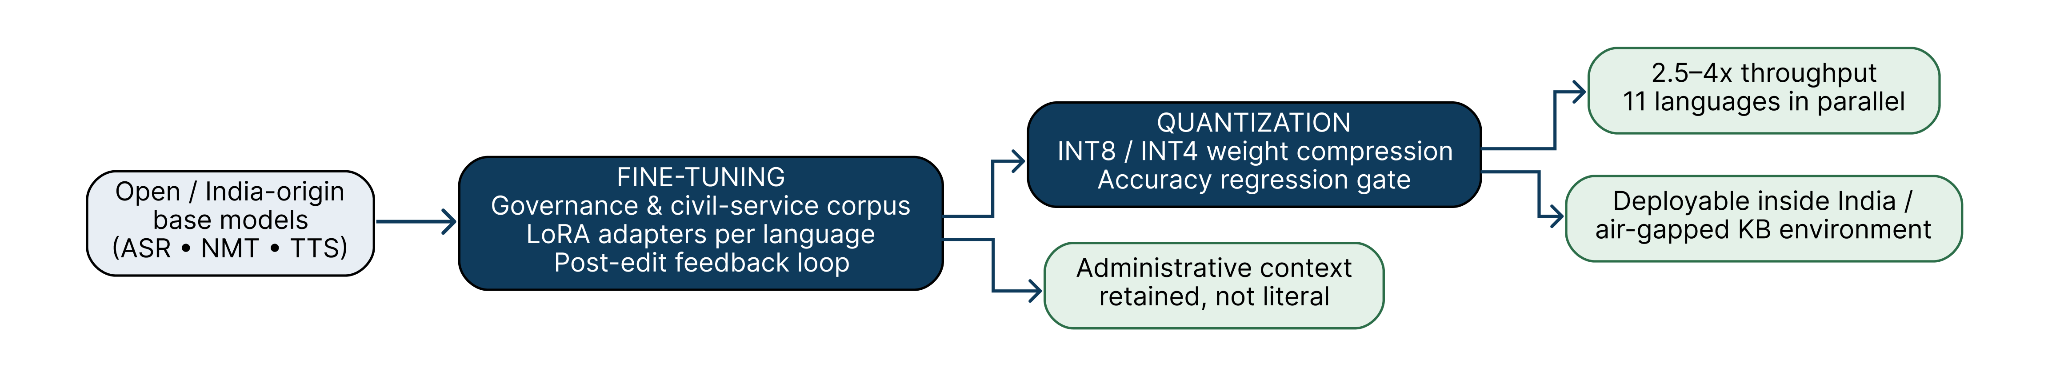 Open / India-origin
base models
(ASR • NMT • TTS)
FINE-TUNING
Governance & civil-service corpus
LoRA adapters per language
Post-edit feedback loop
QUANTIZATION
INT8 / INT4 weight compression
Accuracy regression gate
Administrative context
retained, not literal
2.5–4x throughput
11 languages in parallel
Deployable inside India /
air-gapped KB environment